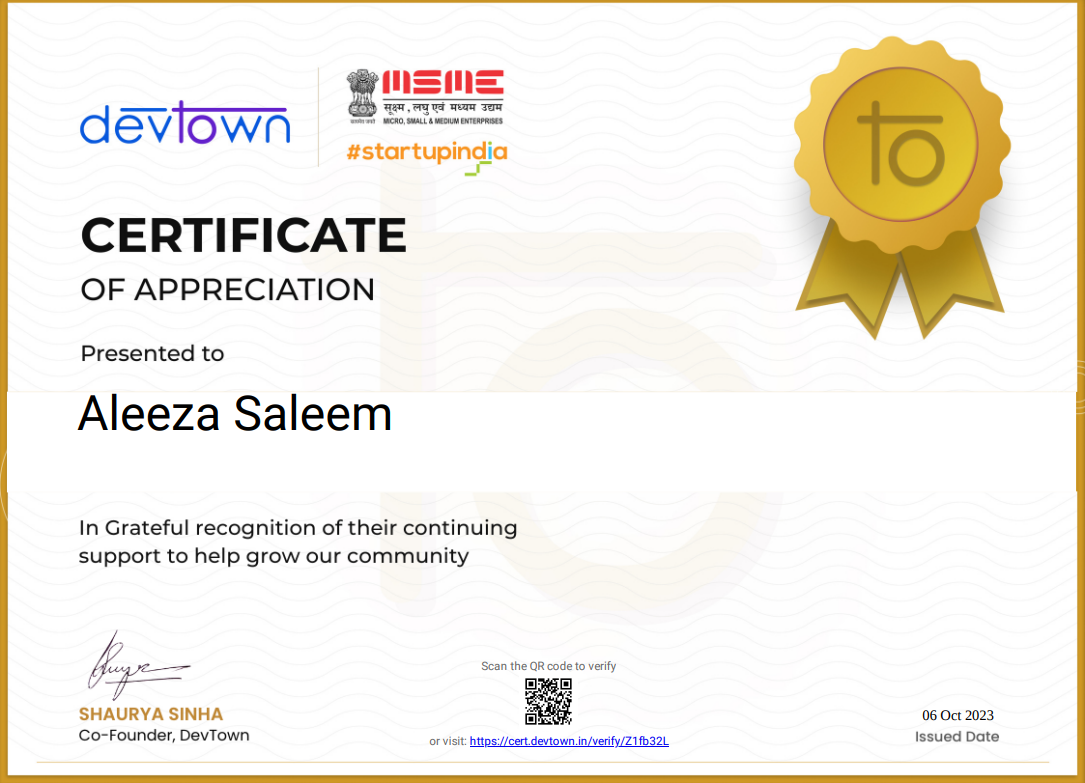 devtown
MSME
सूक्ष्म, लघु एवं मध्यम उद्यम
MICRO, SMALL & MEDIUM ENTERPRISES
#startupindia
to
CERTIFICATE
OF APPRECIATION
Presented to
Aleeza Saleem
In Grateful recognition of their continuing
support to help grow our community
SHAURYA SINHA
Co-Founder, DevTown
Scan the QR code to verify
or visit: https://cert.devtown.in/verify/Z1fb32L
06 Oct 2023
Issued Date